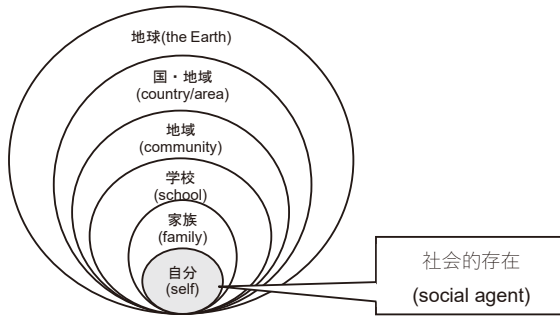 地球(the Earth)
国・地域
(country/area)
地域
(community)
学校
(school)
家族
(family)
自分
(self)
社会的存在
(social agent)